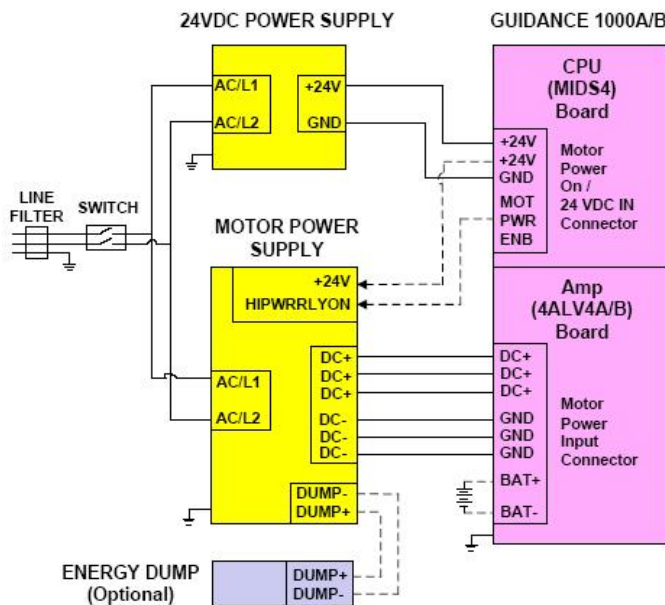 24VDC POWER SUPPLY
GUIDANCE 1000A/B
AC/L1
AC/L2
+24V
GND
CPU
(MIDS4)
Board
+24V
+24V
GND
MOT
PWR
ENB
Motor
Power
On /
24 VDC IN
Connector
LINE
FILTER
SWITCH
MOTOR POWER
SUPPLY
+24V
HIPWRRLYON
AC/L1
AC/L2
DC+
DC+
DC+
DC-
DC-
DC-
DUMP-
DUMP+
Amp
(4ALV4A/B)
Board
DC+
DC+
DC+
GND
GND
GND
BAT+
BAT-
Motor
Power
Input
Connector
ENERGY DUMP
(Optional)
DUMP+
DUMP-